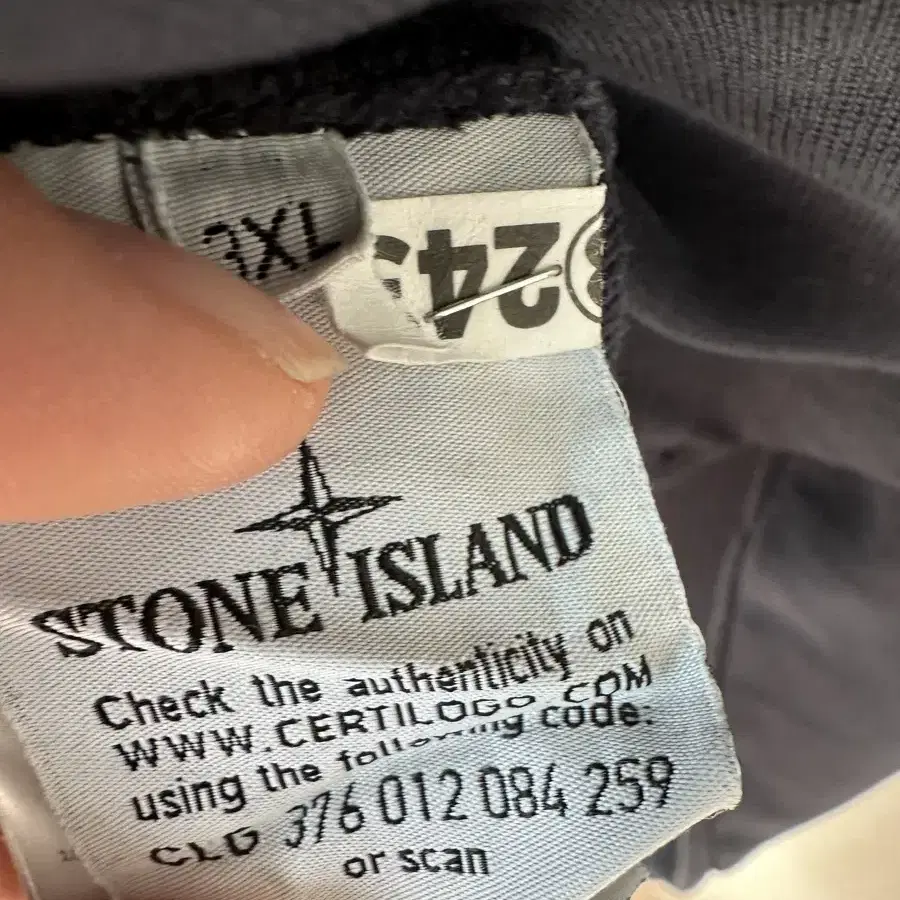 3XL
24
STONE ISLAND
Check the authenticity on
WWW.CERTILOGO.COM
using the following code:
CLG 376 012 084 259
or scan